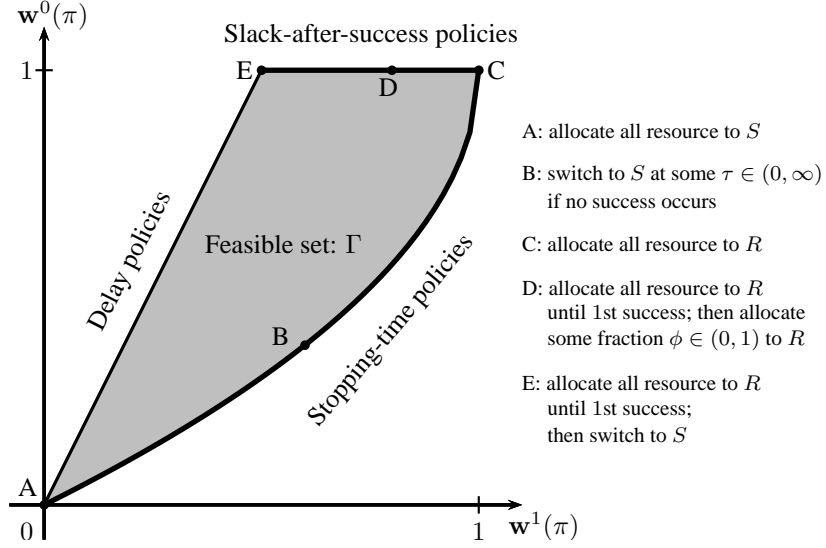 w⁰(π)
Slack-after-success policies
1
E
D
C
A: allocate all resource to S
B: switch to S at some τ ∈ (0, ∞)
if no success occurs
C: allocate all resource to R
D: allocate all resource to R
until 1st success; then allocate
some fraction ϕ ∈ (0, 1) to R
E: allocate all resource to R
until 1st success;
then switch to S
Delay policies
Feasible set: Γ
B
Stopping-time policies
A
0
1
w¹(π)